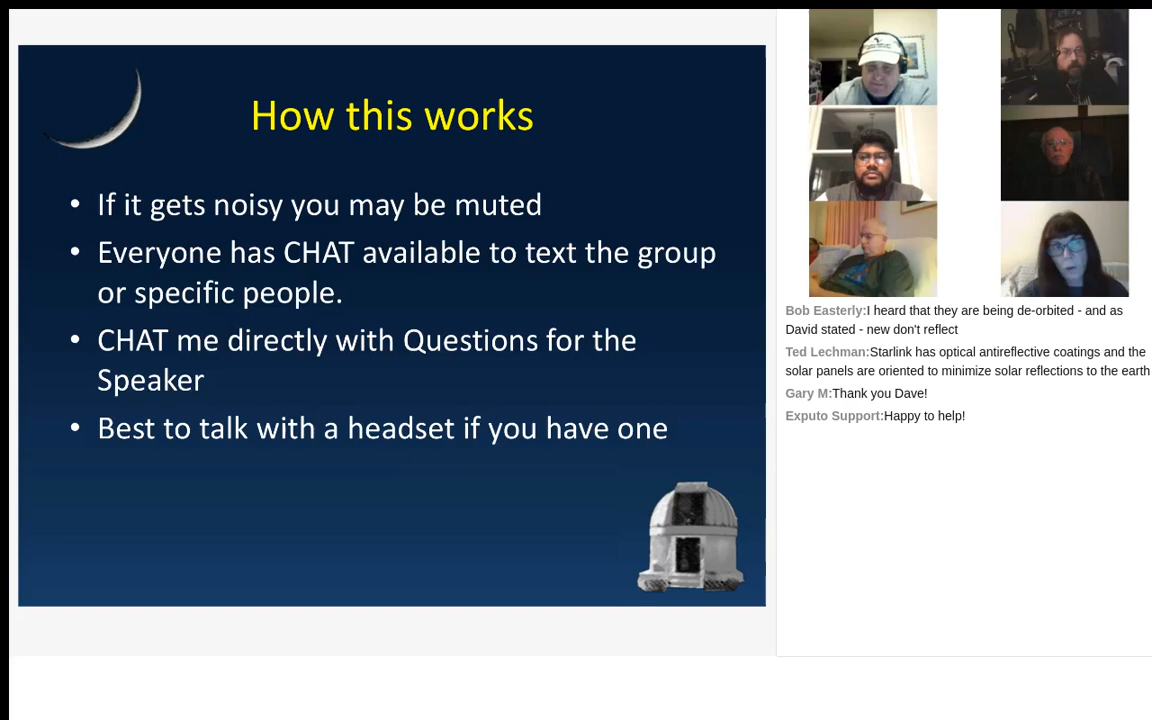 How this works
• If it gets noisy you may be muted
• Everyone has CHAT available to text the group
or specific people.
• CHAT me directly with Questions for the
Speaker
• Best to talk with a headset if you have one
Bob Easterly:I heard that they are being de-orbited - and as
David stated - new don't reflect
Ted Lechman:Starlink has optical antireflective coatings and the
solar panels are oriented to minimize solar reflections to the earth
Gary M:Thank you Dave!
Exputo Support:Happy to help!